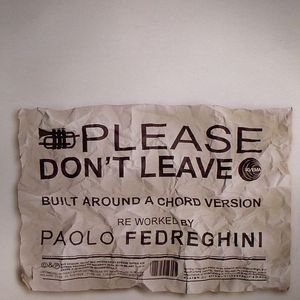 PLEASE
DON'T LEAVE
BUILT AROUND A CHORD VERSION
RE WORKED BY
PAOLO FEDREGHINI